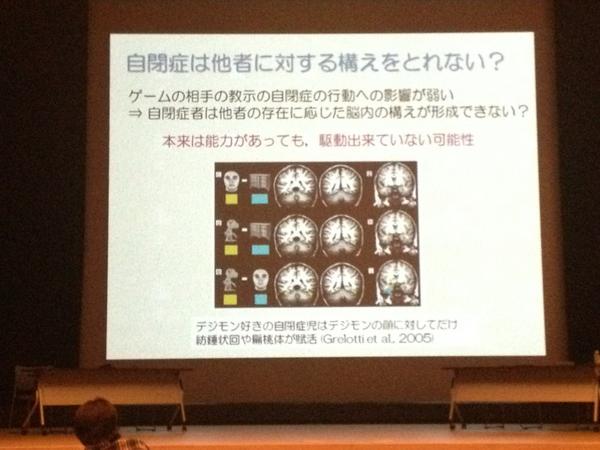 自閉症は他者に対する構えをとれない？
ゲームの相手の教示の自閉症の行動への影響が弱い
⇒ 自閉症者は他者の存在に応じた脳内の構えが形成できない？
本来は能力があっても，駆動出来ていない可能性
デジモン好きの自閉症児はデジモンの顔に対してだけ
紡錘状回や扁桃体が賦活 (Grelotti et al., 2005)